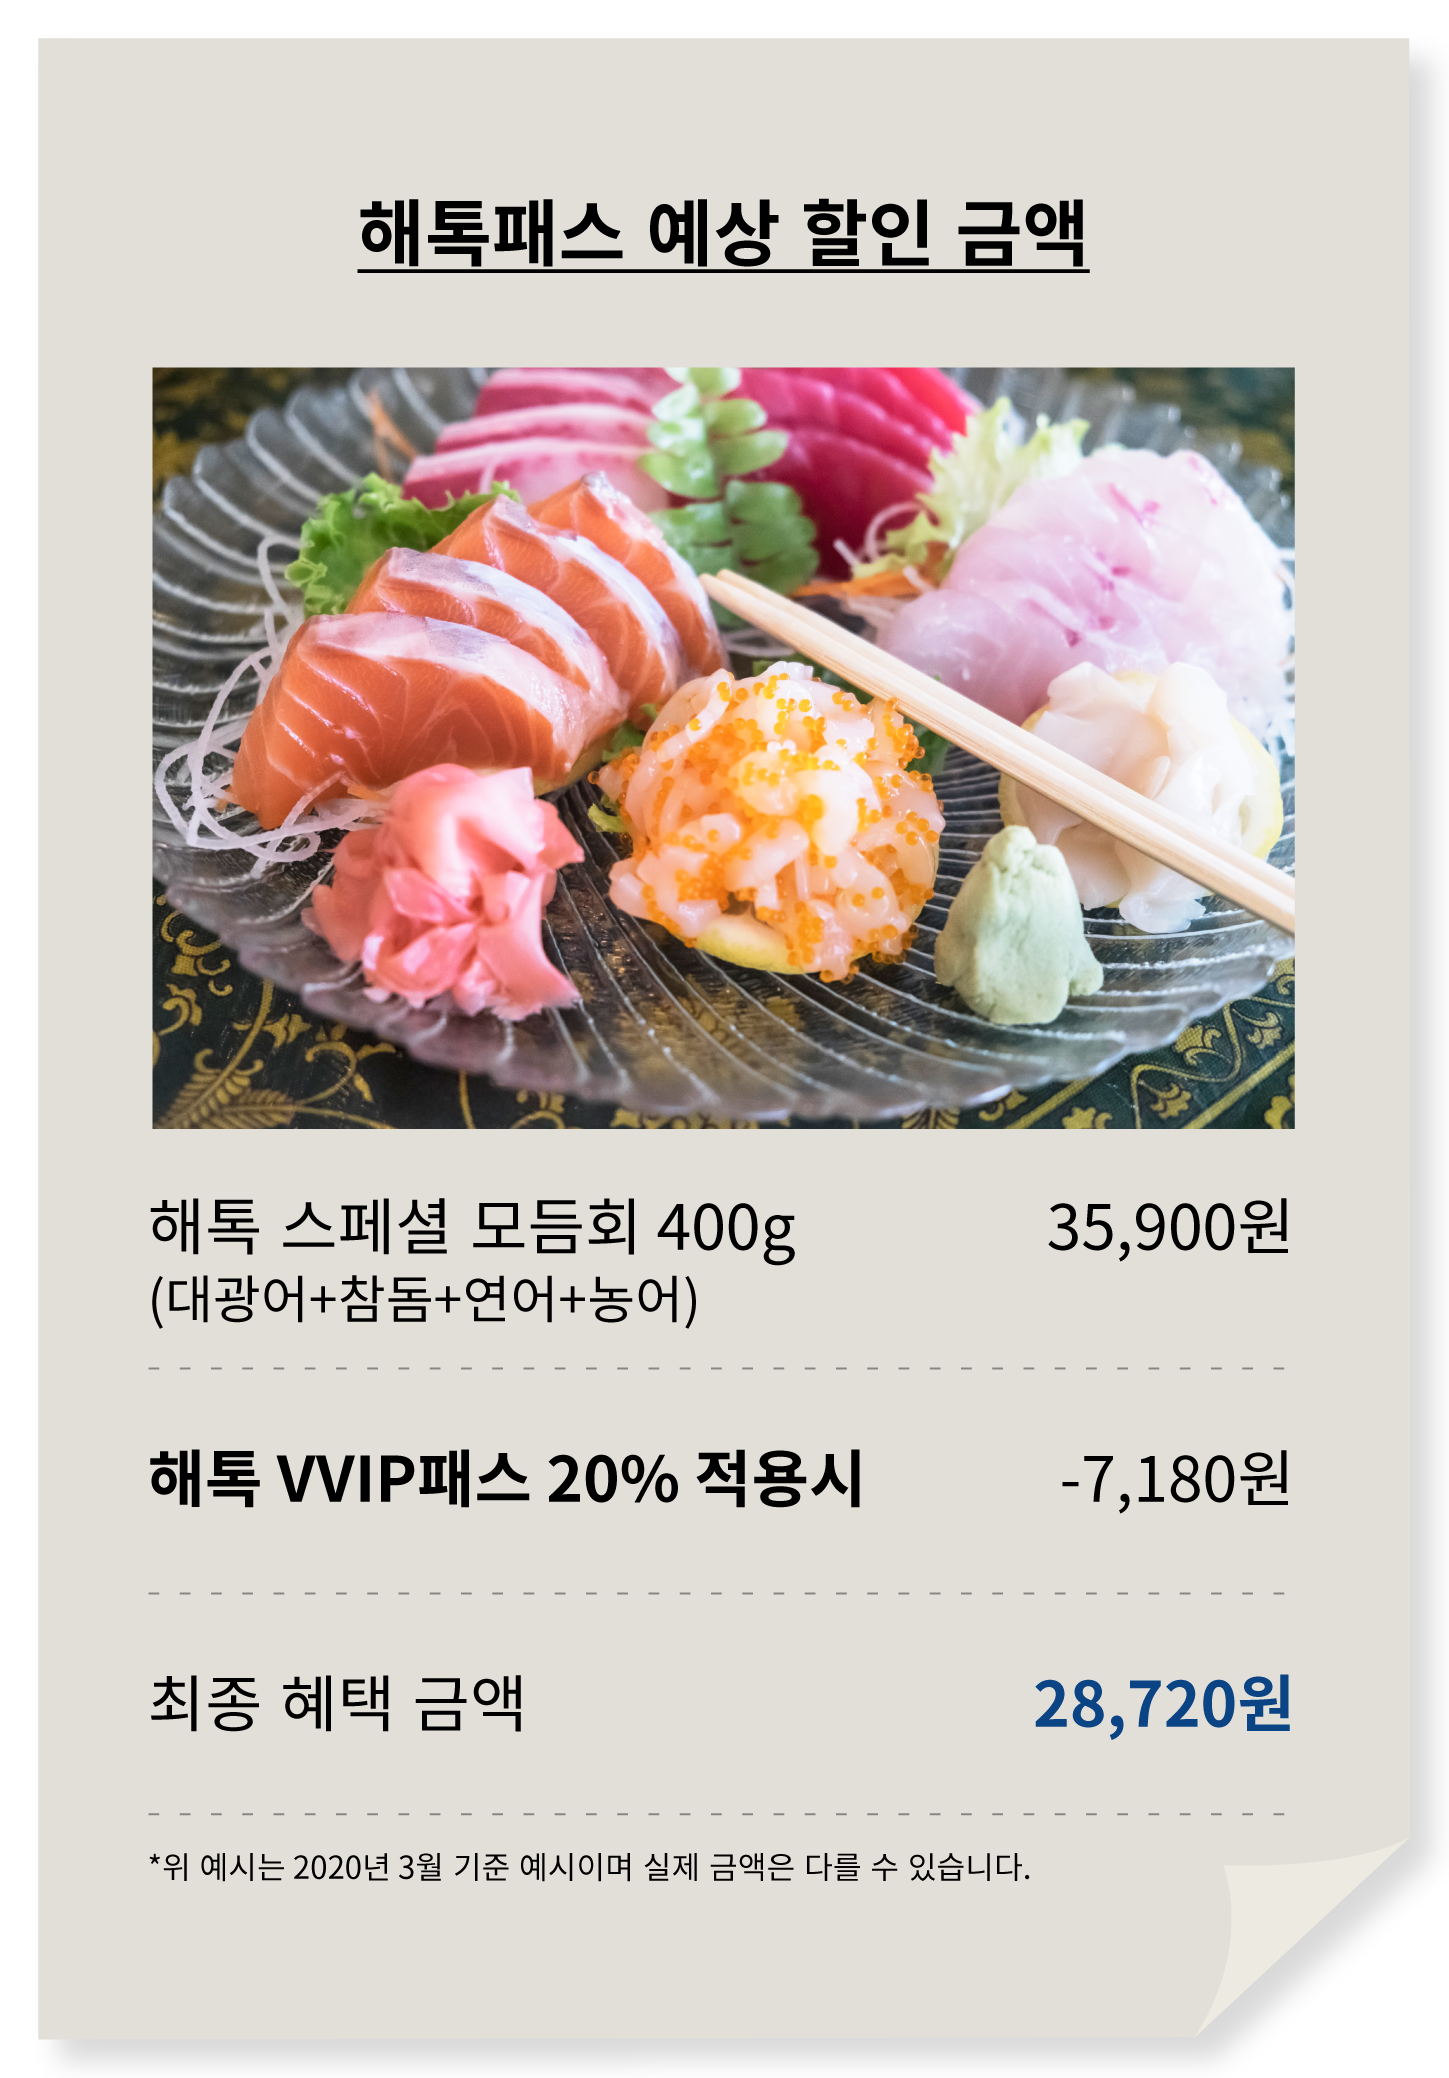 해톡패스 예상 할인 금액
해톡 스페셜 모듬회 400g 35,900원
(대광어+참돔+연어+농어)
해톡 VVIP패스 20% 적용시 -7,180원
최종 혜택 금액 28,720원
*위 예시는 2020년 3월 기준 예시이며 실제 금액은 다를 수 있습니다.